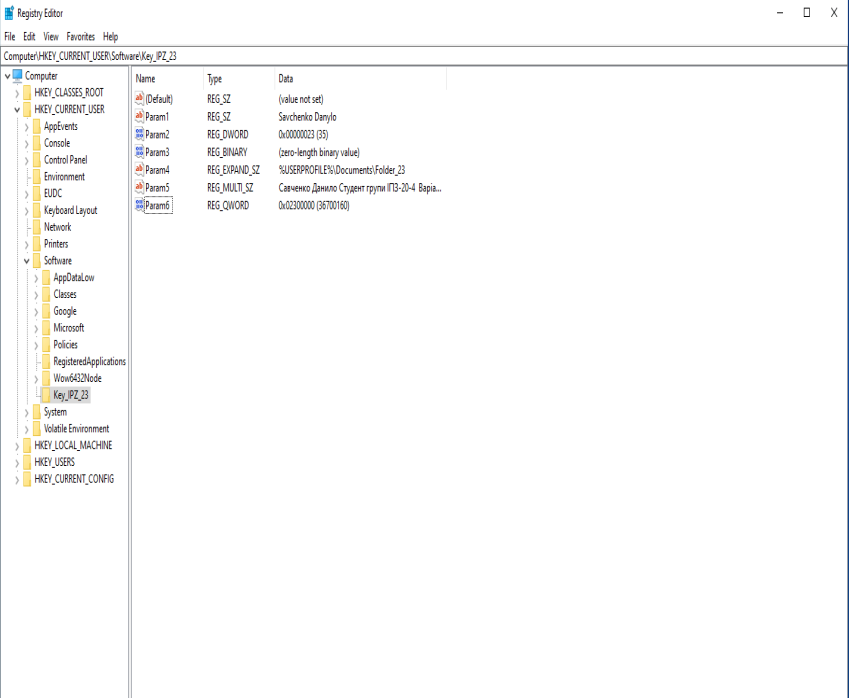 Registry Editor
File Edit View Favorites Help
Computer\HKEY_CURRENT_USER\Software\Key_IPZ_23
Computer
HKEY_CLASSES_ROOT
HKEY_CURRENT_USER
AppEvents
Console
Control Panel
Environment
EUDC
Keyboard Layout
Network
Printers
Software
AppDataLow
Classes
Google
Microsoft
Policies
RegisteredApplications
Wow6432Node
Key_IPZ_23
System
Volatile Environment
HKEY_LOCAL_MACHINE
HKEY_USERS
HKEY_CURRENT_CONFIG
Name Type Data
(Default) REG_SZ (value not set)
Param1 REG_SZ Savchenko Danylo
Param2 REG_DWORD 0x00000023 (35)
Param3 REG_BINARY (zero-length binary value)
Param4 REG_EXPAND_SZ %USERPROFILE%\Documents\Folder_23
Param5 REG_MULTI_SZ Савченко Данило Студент групи ІПЗ-20-4 Варіа...
Param6 REG_QWORD 0x02300000 (36700160)